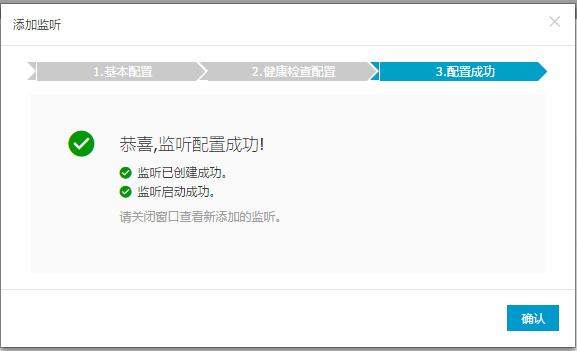 添加监听
1.基本配置
2.健康检查配置
3.配置成功
恭喜,监听配置成功!
监听已创建成功。
监听启动成功。
请关闭窗口查看新添加的监听。
确认